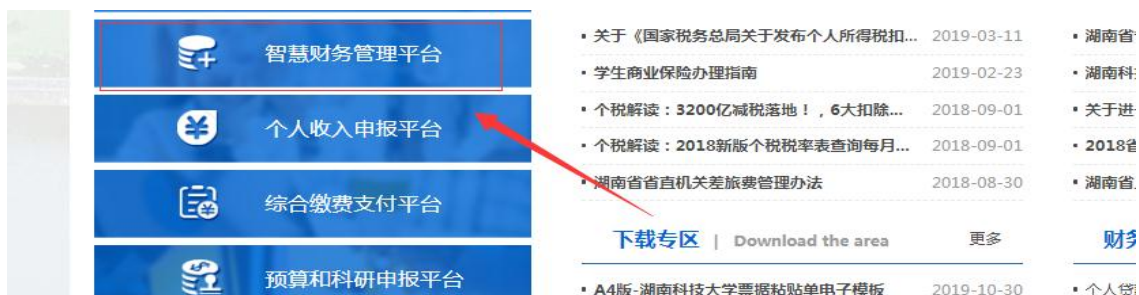 智慧财务管理平台
个人收入申报平台
综合缴费支付平台
预算和科研申报平台
• 关于《国家税务总局关于发布个人所得税扣... 2019-03-11
• 学生商业保险办理指南 2019-02-23
• 个税解读：3200亿减税落地！，6大扣除... 2018-09-01
• 个税解读：2018新版个税税率表查询每月... 2018-09-01
• 湖南省省直机关差旅费管理办法 2018-08-30
下载专区 | Download the area 更多
• A4版-湖南科技大学票据粘贴单电子模板 2019-10-30
• 湖南省
• 湖南科
• 关于进
• 2018省
• 湖南省
财务
• 个人贷